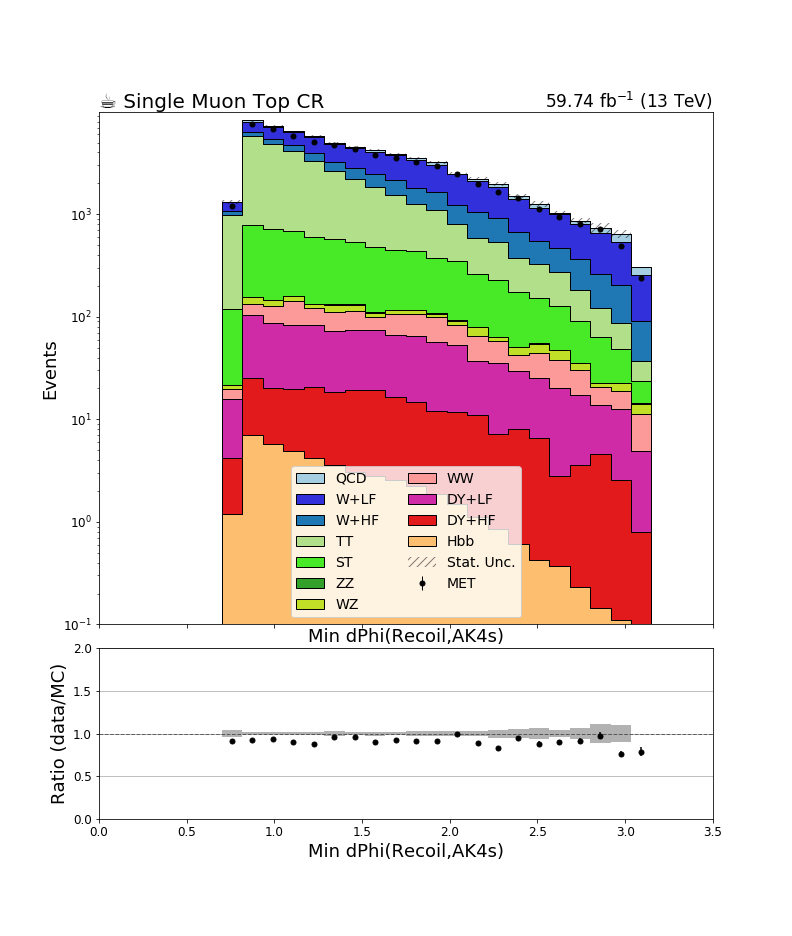 ☕ Single Muon Top CR 59.74 fb⁻¹ (13 TeV)
10³
10²
10¹
10⁰
10⁻¹
Events
QCD WW
W+LF DY+LF
W+HF DY+HF
TT Hbb
ST Stat. Unc.
ZZ MET
WZ
Min dPhi(Recoil,AK4s)
2.0
1.5
1.0
0.5
0.0
Ratio (data/MC)
0.0 0.5 1.0 1.5 2.0 2.5 3.0 3.5
Min dPhi(Recoil,AK4s)